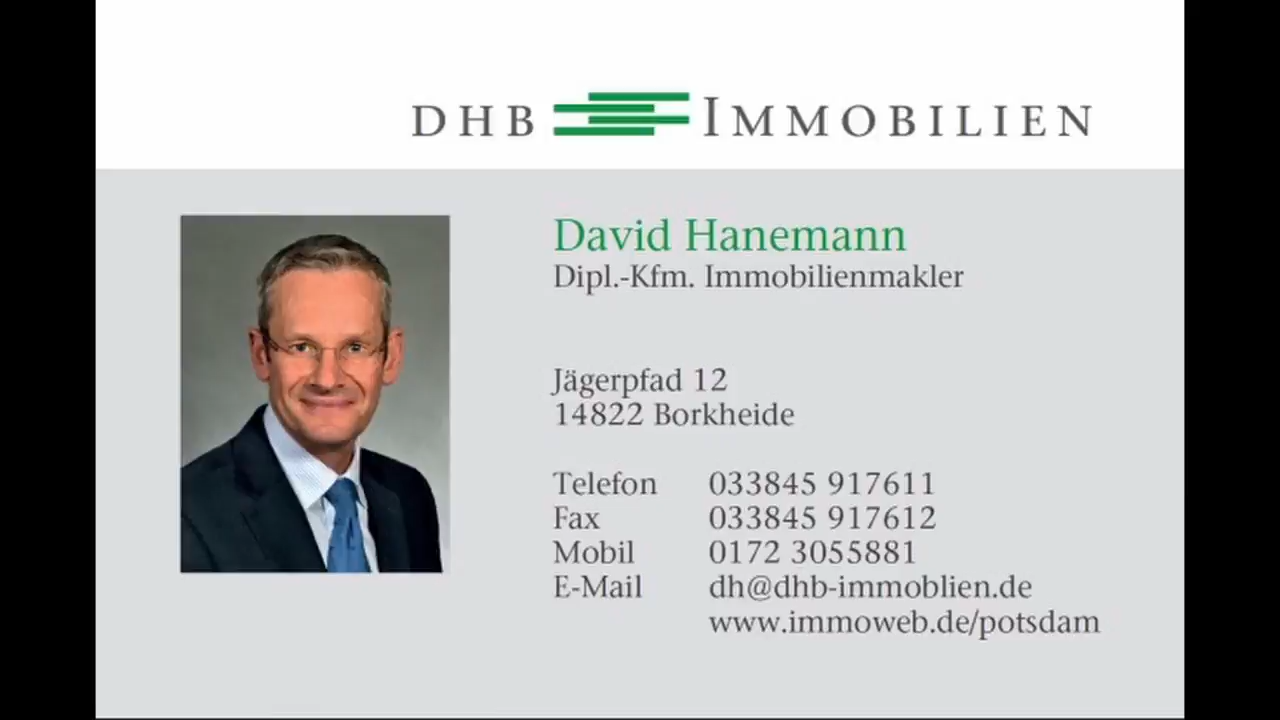 DHB IMMOBILIEN
David Hanemann
Dipl.-Kfm. Immobilienmakler
Jägerpfad 12
14822 Borkheide
Telefon 033845 917611
Fax 033845 917612
Mobil 0172 3055881
E-Mail dh@dhb-immoblien.de
www.immoweb.de/potsdam